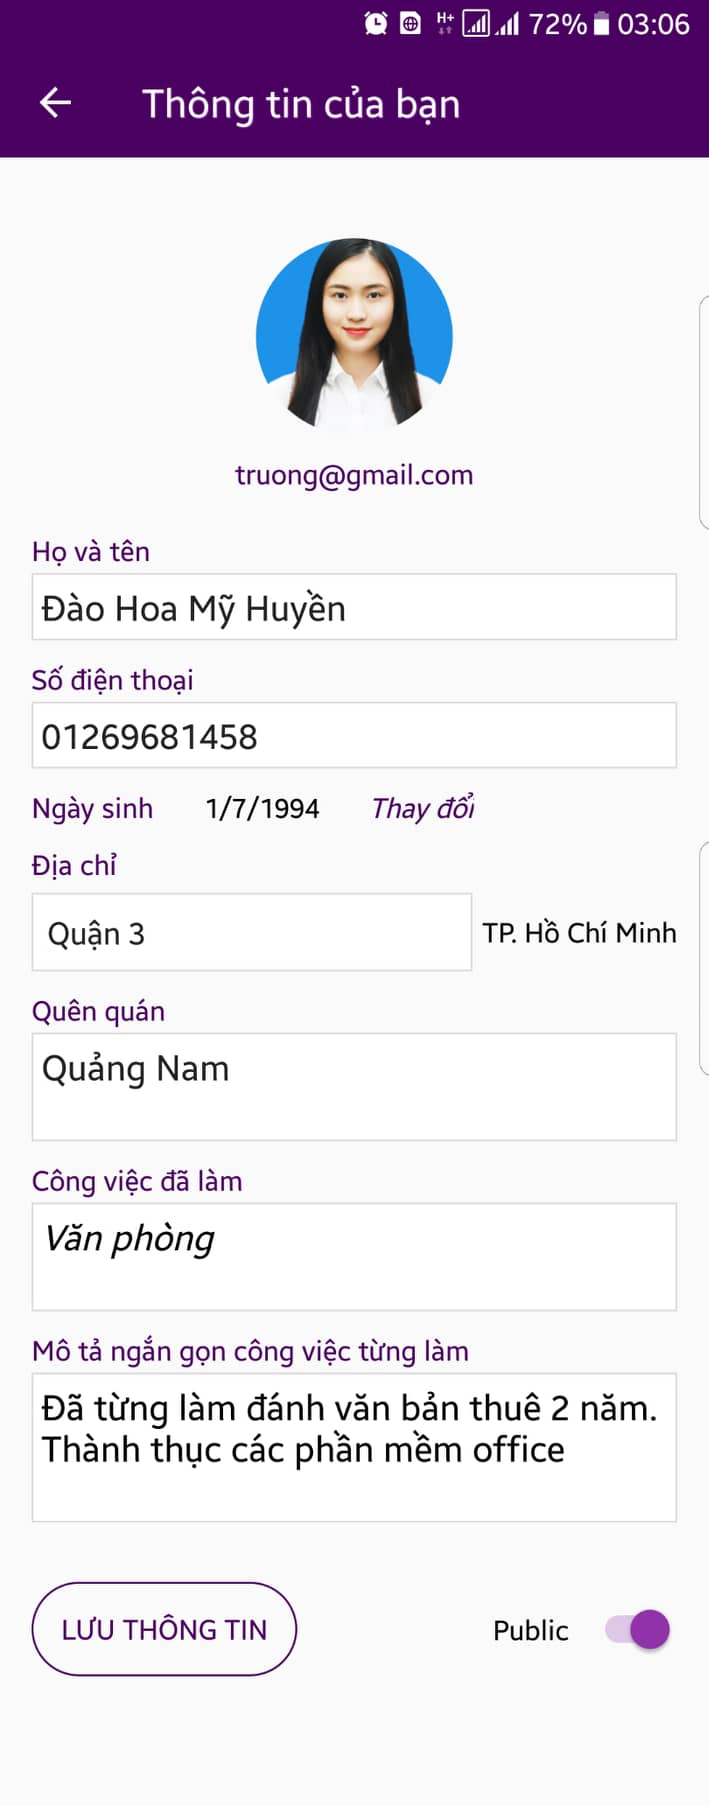 H+ 72% 03:06
Thông tin của bạn
truong@gmail.com
Họ và tên
Đào Hoa Mỹ Huyền
Số điện thoại
01269681458
Ngày sinh 1/7/1994 Thay đổi
Địa chỉ
Quận 3 TP. Hồ Chí Minh
Quên quán
Quảng Nam
Công việc đã làm
Văn phòng
Mô tả ngắn gọn công việc từng làm
Đã từng làm đánh văn bản thuê 2 năm.
Thành thục các phần mềm office
LƯU THÔNG TIN Public